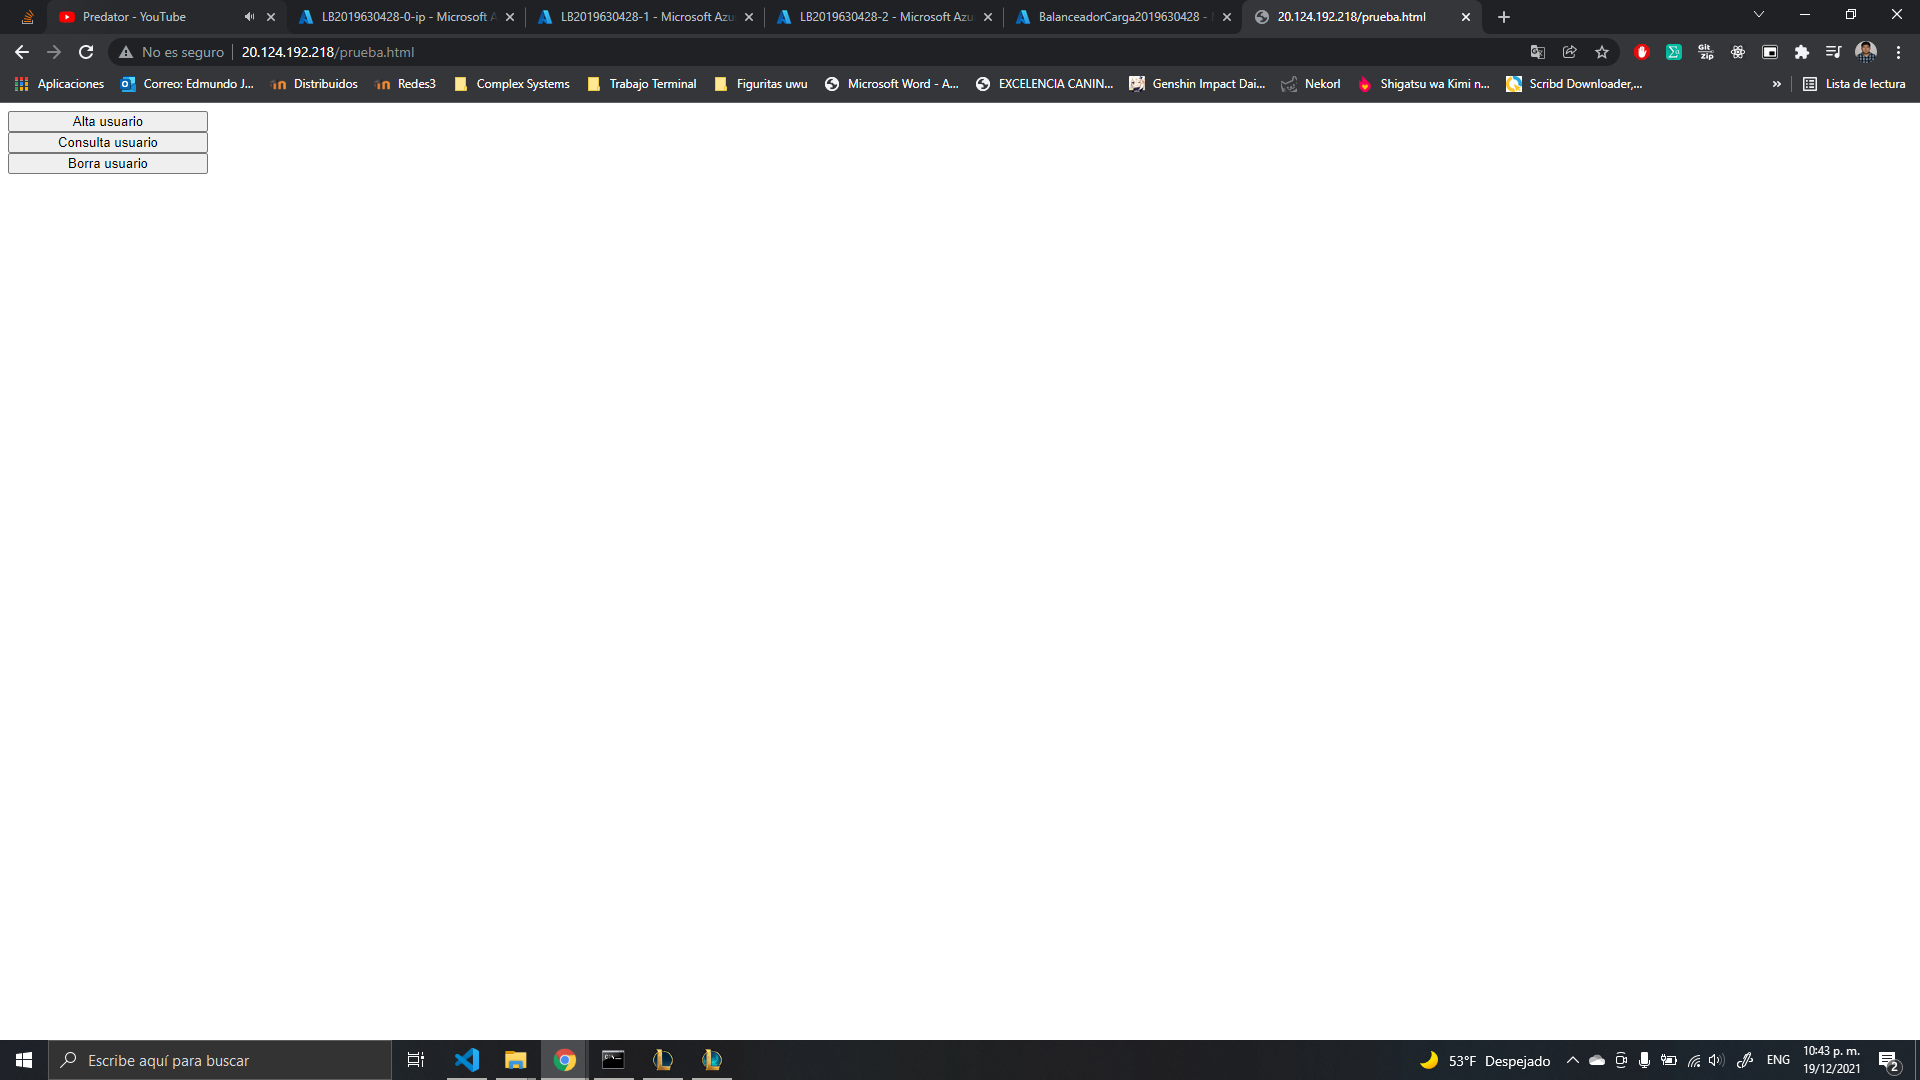 Predator - YouTube
LB2019630428-0-ip - Microsoft A
LB2019630428-1 - Microsoft Azu
LB2019630428-2 - Microsoft Azu
BalanceadorCarga2019630428 -
20.124.192.218/prueba.html
No es seguro
20.124.192.218/prueba.html
Git
zip
Aplicaciones
Correo: Edmundo J...
Distribuidos
Redes3
Complex Systems
Trabajo Terminal
Figuritas uwu
Microsoft Word - A...
EXCELENCIA CANIN...
Genshin Impact Dai...
Nekorl
Shigatsu wa Kimi n...
Scribd Downloader,...
»
Lista de lectura
Alta usuario
Consulta usuario
Borra usuario
Escribe aquí para buscar
53°F Despejado
ENG
10:43 p. m.
19/12/2021
2